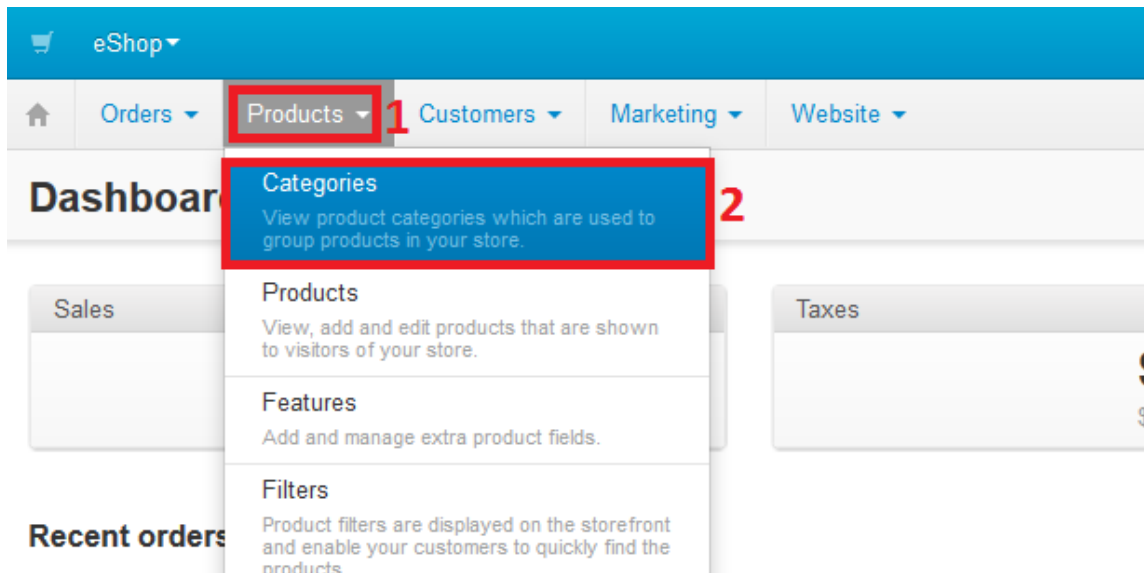 eShop
Orders Products 1 Customers Marketing Website
Dashboar
Categories
View product categories which are used to
group products in your store.
2
Sales
Taxes
Products
View, add and edit products that are shown
to visitors of your store.
Features
Add and manage extra product fields.
Filters
Recent orders
Product filters are displayed on the storefront
and enable your customers to quickly find the
products